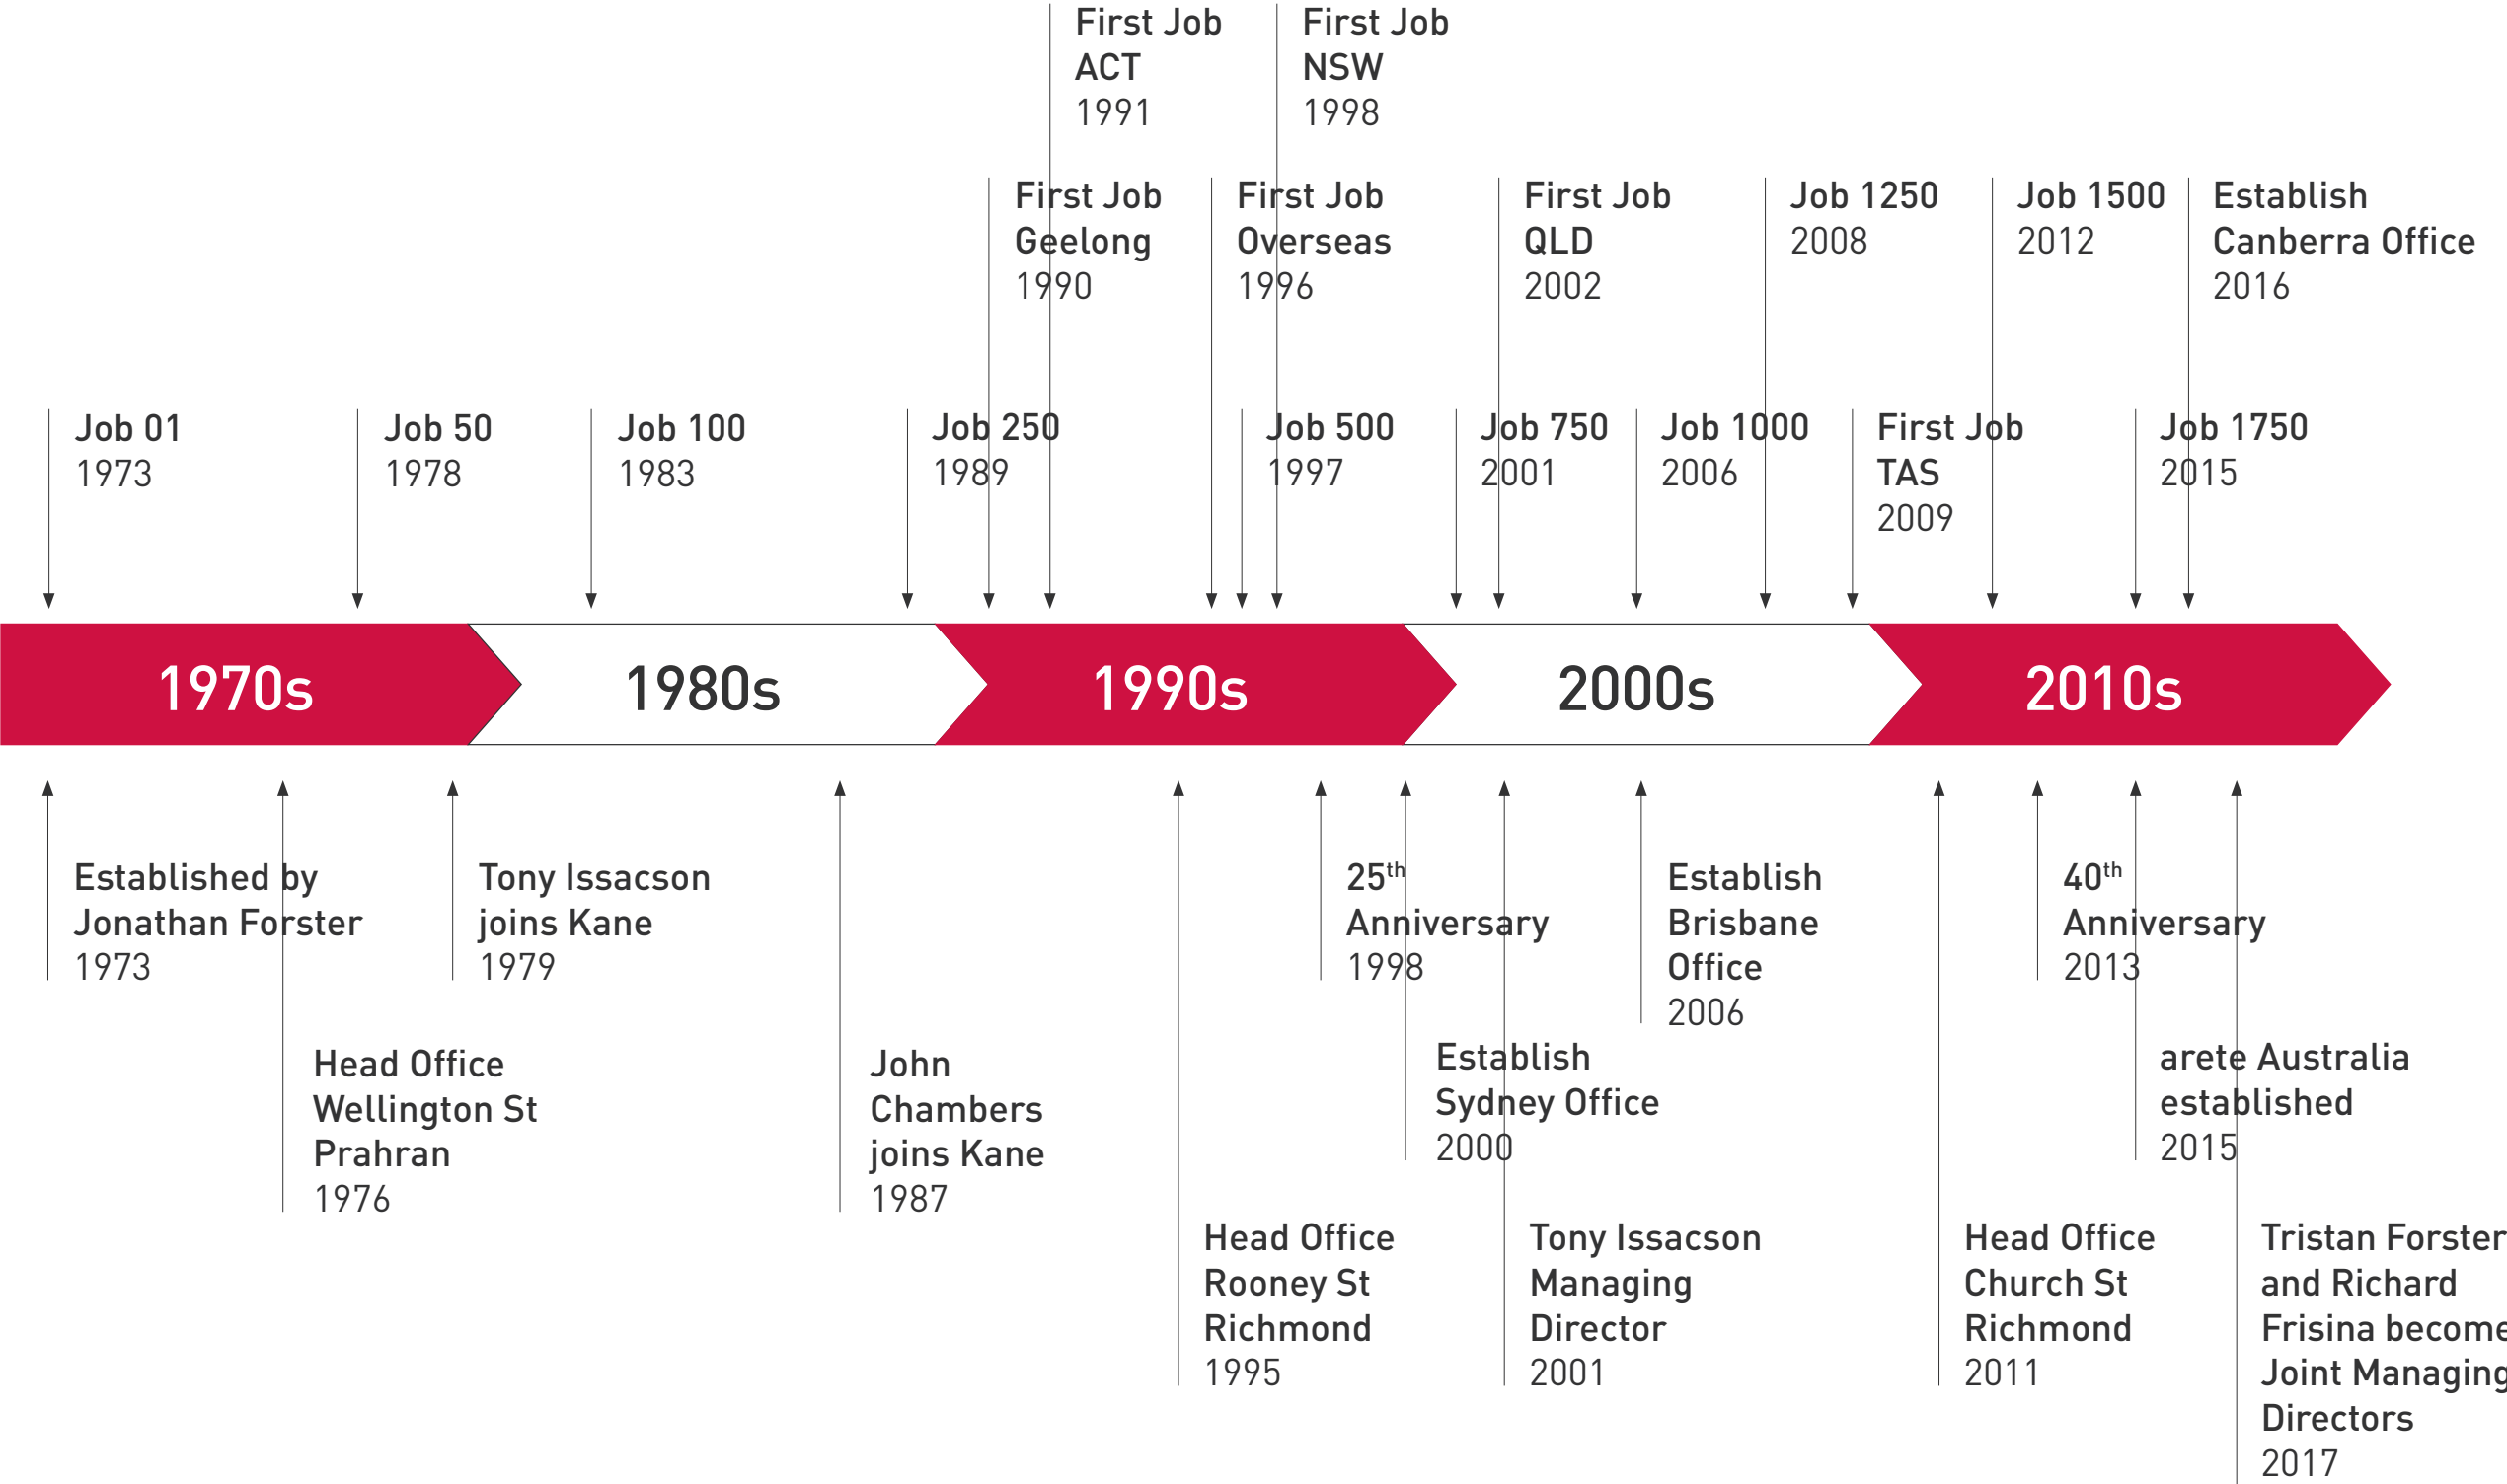 First Job
ACT
1991
First Job
NSW
1998
First Job
Geelong
1990
First Job
Overseas
1996
First Job
QLD
2002
Job 1250
2008
Job 1500
2012
Establish
Canberra Office
2016
Job 01
1973
Job 50
1978
Job 100
1983
Job 250
1989
Job 500
1997
Job 750
2001
Job 1000
2006
First Job
TAS
2009
Job 1750
2015
1970s
1980s
1990s
2000s
2010s
Established by
Jonathan Forster
1973
Tony Issacson
joins Kane
1979
25th
Anniversary
1998
Establish
Brisbane
Office
2006
40th
Anniversary
2013
Head Office
Wellington St
Prahran
1976
John
Chambers
joins Kane
1987
Establish
Sydney Office
2000
arete Australia
established
2015
Head Office
Rooney St
Richmond
1995
Tony Issacson
Managing
Director
2001
Head Office
Church St
Richmond
2011
Tristan Forster
and Richard
Frisina become
Joint Managing
Directors
2017